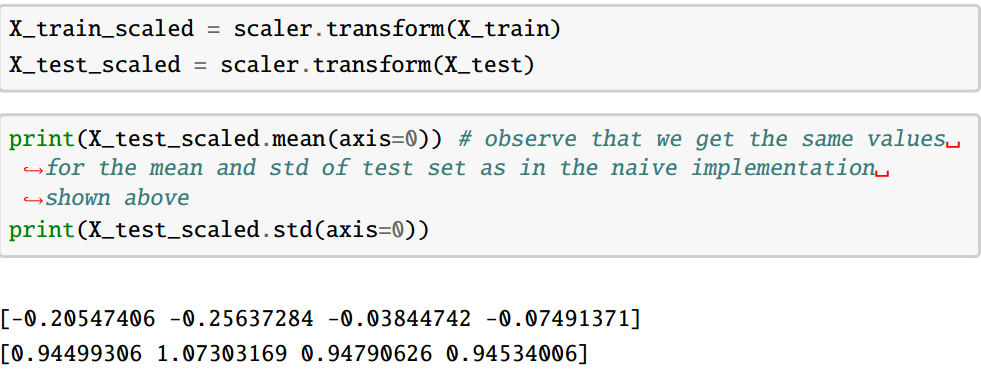 X_train_scaled = scaler.transform(X_train)
X_test_scaled = scaler.transform(X_test)
print(X_test_scaled.mean(axis=0)) # observe that we get the same values␣
↪for the mean and std of test set as in the naive implementation␣
↪shown above
print(X_test_scaled.std(axis=0))
[-0.20547406 -0.25637284 -0.03844742 -0.07491371]
[0.94499306 1.07303169 0.94790626 0.94534006]